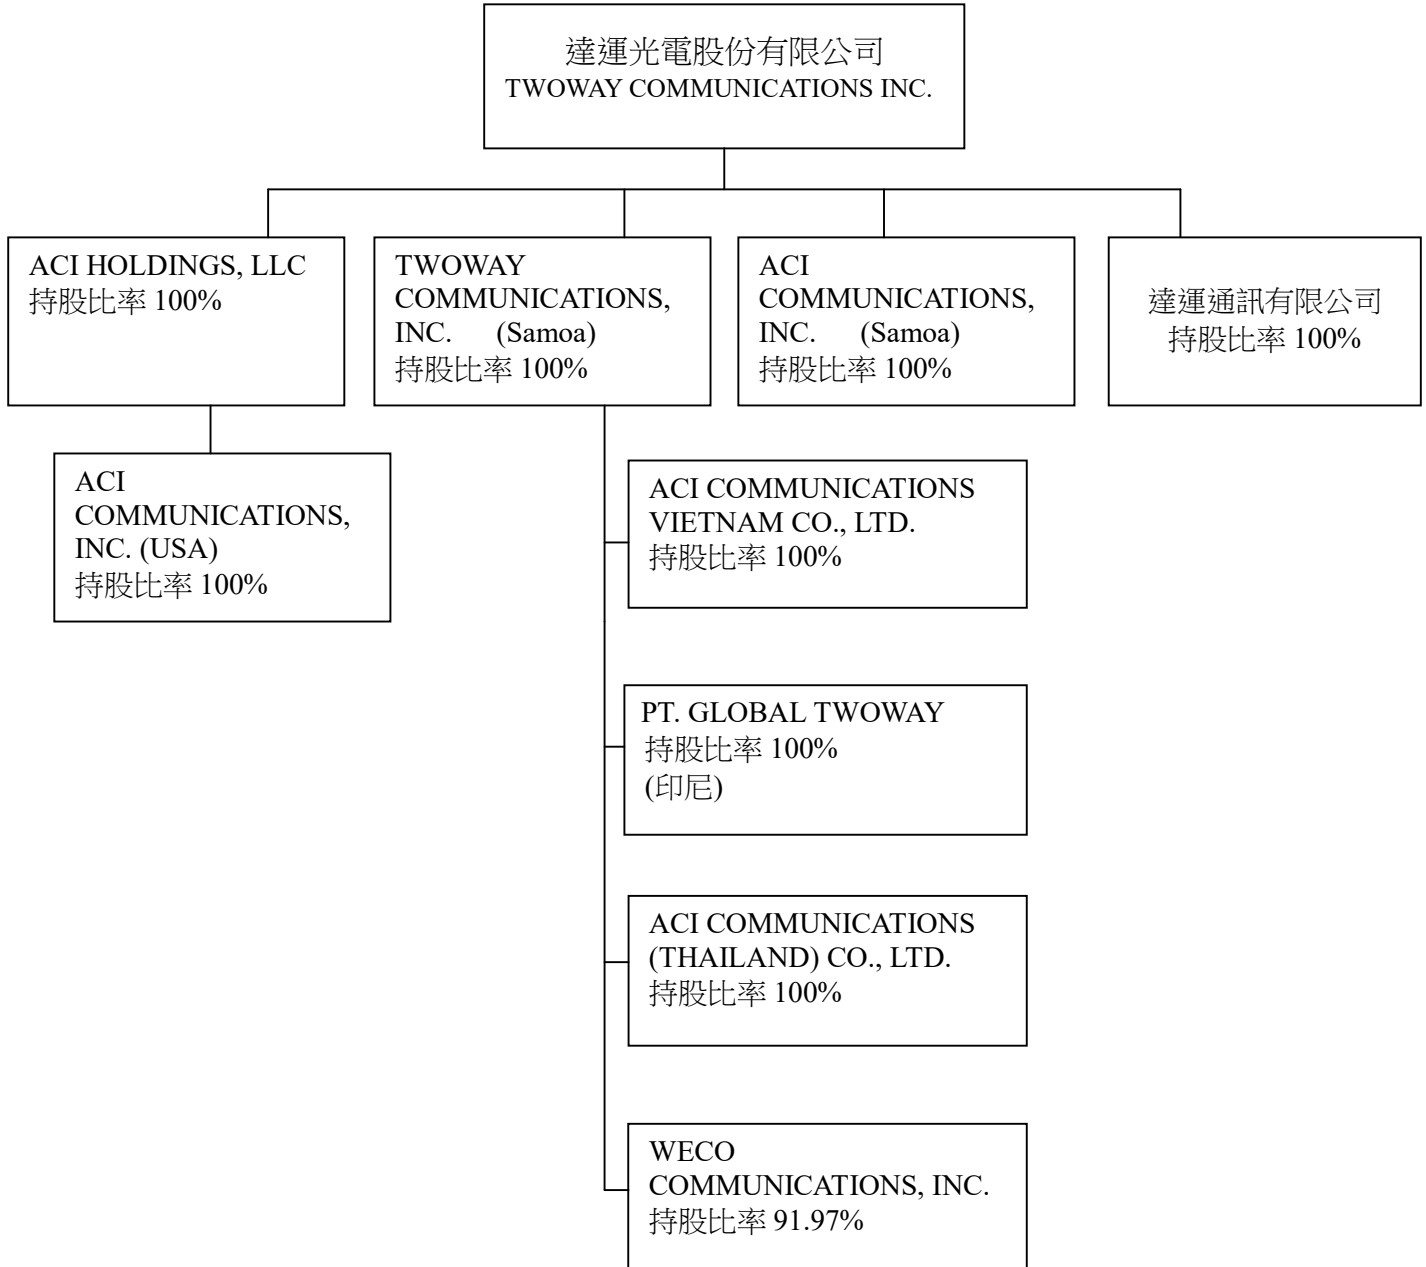 達運光電股份有限公司
TWOWAY COMMUNICATIONS INC.
ACI HOLDINGS, LLC
持股比率 100%
TWOWAY
COMMUNICATIONS,
INC. (Samoa)
持股比率 100%
ACI
COMMUNICATIONS,
INC. (Samoa)
持股比率 100%
達運通訊有限公司
持股比率 100%
ACI
COMMUNICATIONS,
INC. (USA)
持股比率 100%
ACI COMMUNICATIONS
VIETNAM CO., LTD.
持股比率 100%
PT. GLOBAL TWOWAY
持股比率 100%
(印尼)
ACI COMMUNICATIONS
(THAILAND) CO., LTD.
持股比率 100%
WECO
COMMUNICATIONS, INC.
持股比率 91.97%